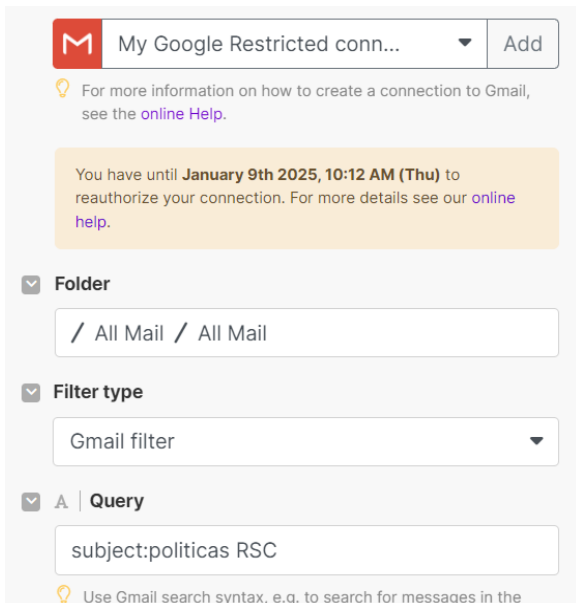 My Google Restricted conn...
Add
For more information on how to create a connection to Gmail,
see the online Help.
You have until January 9th 2025, 10:12 AM (Thu) to
reauthorize your connection. For more details see our online
help.
Folder
/ All Mail / All Mail
Filter type
Gmail filter
A | Query
subject:politicas RSC
Use Gmail search syntax, e.g. to search for messages in the